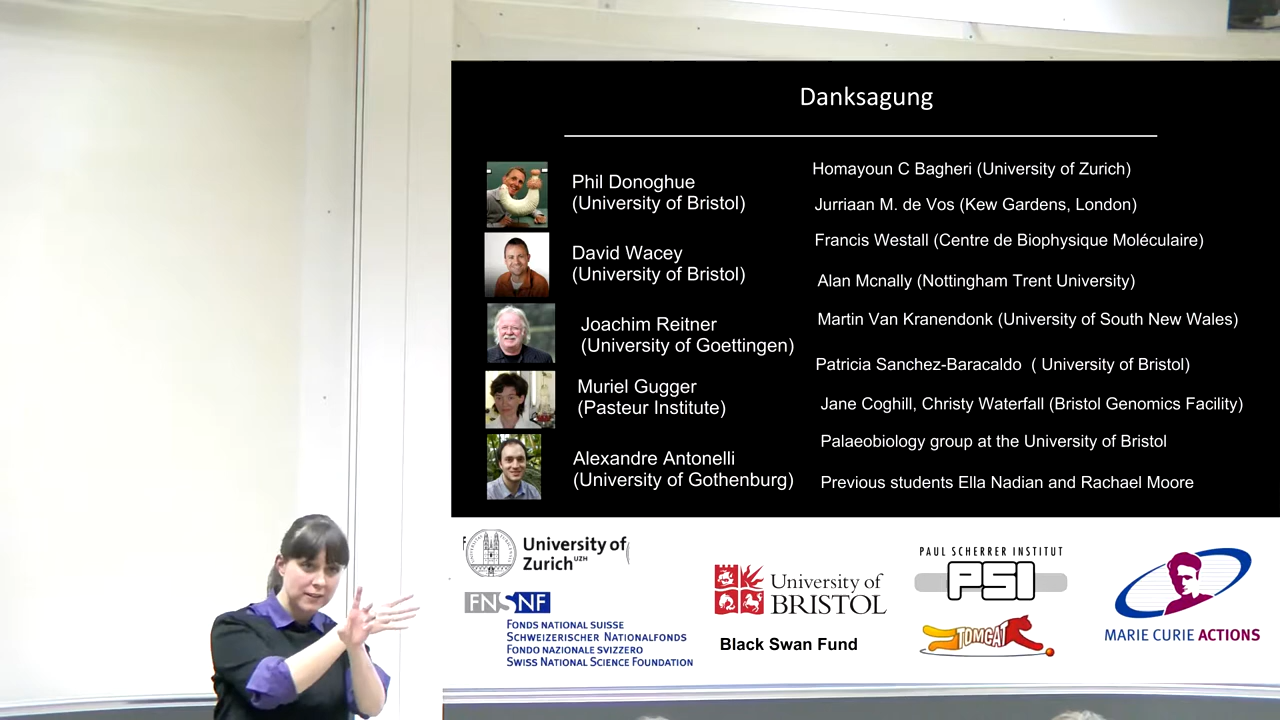 Danksagung
Phil Donoghue
(University of Bristol)
David Wacey
(University of Bristol)
Joachim Reitner
(University of Goettingen)
Muriel Gugger
(Pasteur Institute)
Alexandre Antonelli
(University of Gothenburg)
Homayoun C Bagheri (University of Zurich)
Jurriaan M. de Vos (Kew Gardens, London)
Francis Westall (Centre de Biophysique Moléculaire)
Alan Mcnally (Nottingham Trent University)
Martin Van Kranendonk (University of South New Wales)
Patricia Sanchez-Baracaldo ( University of Bristol)
Jane Coghill, Christy Waterfall (Bristol Genomics Facility)
Palaeobiology group at the University of Bristol
Previous students Ella Nadian and Rachael Moore
University of
Zurich UZH
FNSNF
FONDS NATIONAL SUISSE
SCHWEIZERISCHER NATIONALFONDS
FONDO NAZIONALE SVIZZERO
SWISS NATIONAL SCIENCE FOUNDATION
University of
BRISTOL
Black Swan Fund
PAUL SCHERRER INSTITUT
PSI
TOMCAT
MARIE CURIE ACTIONS